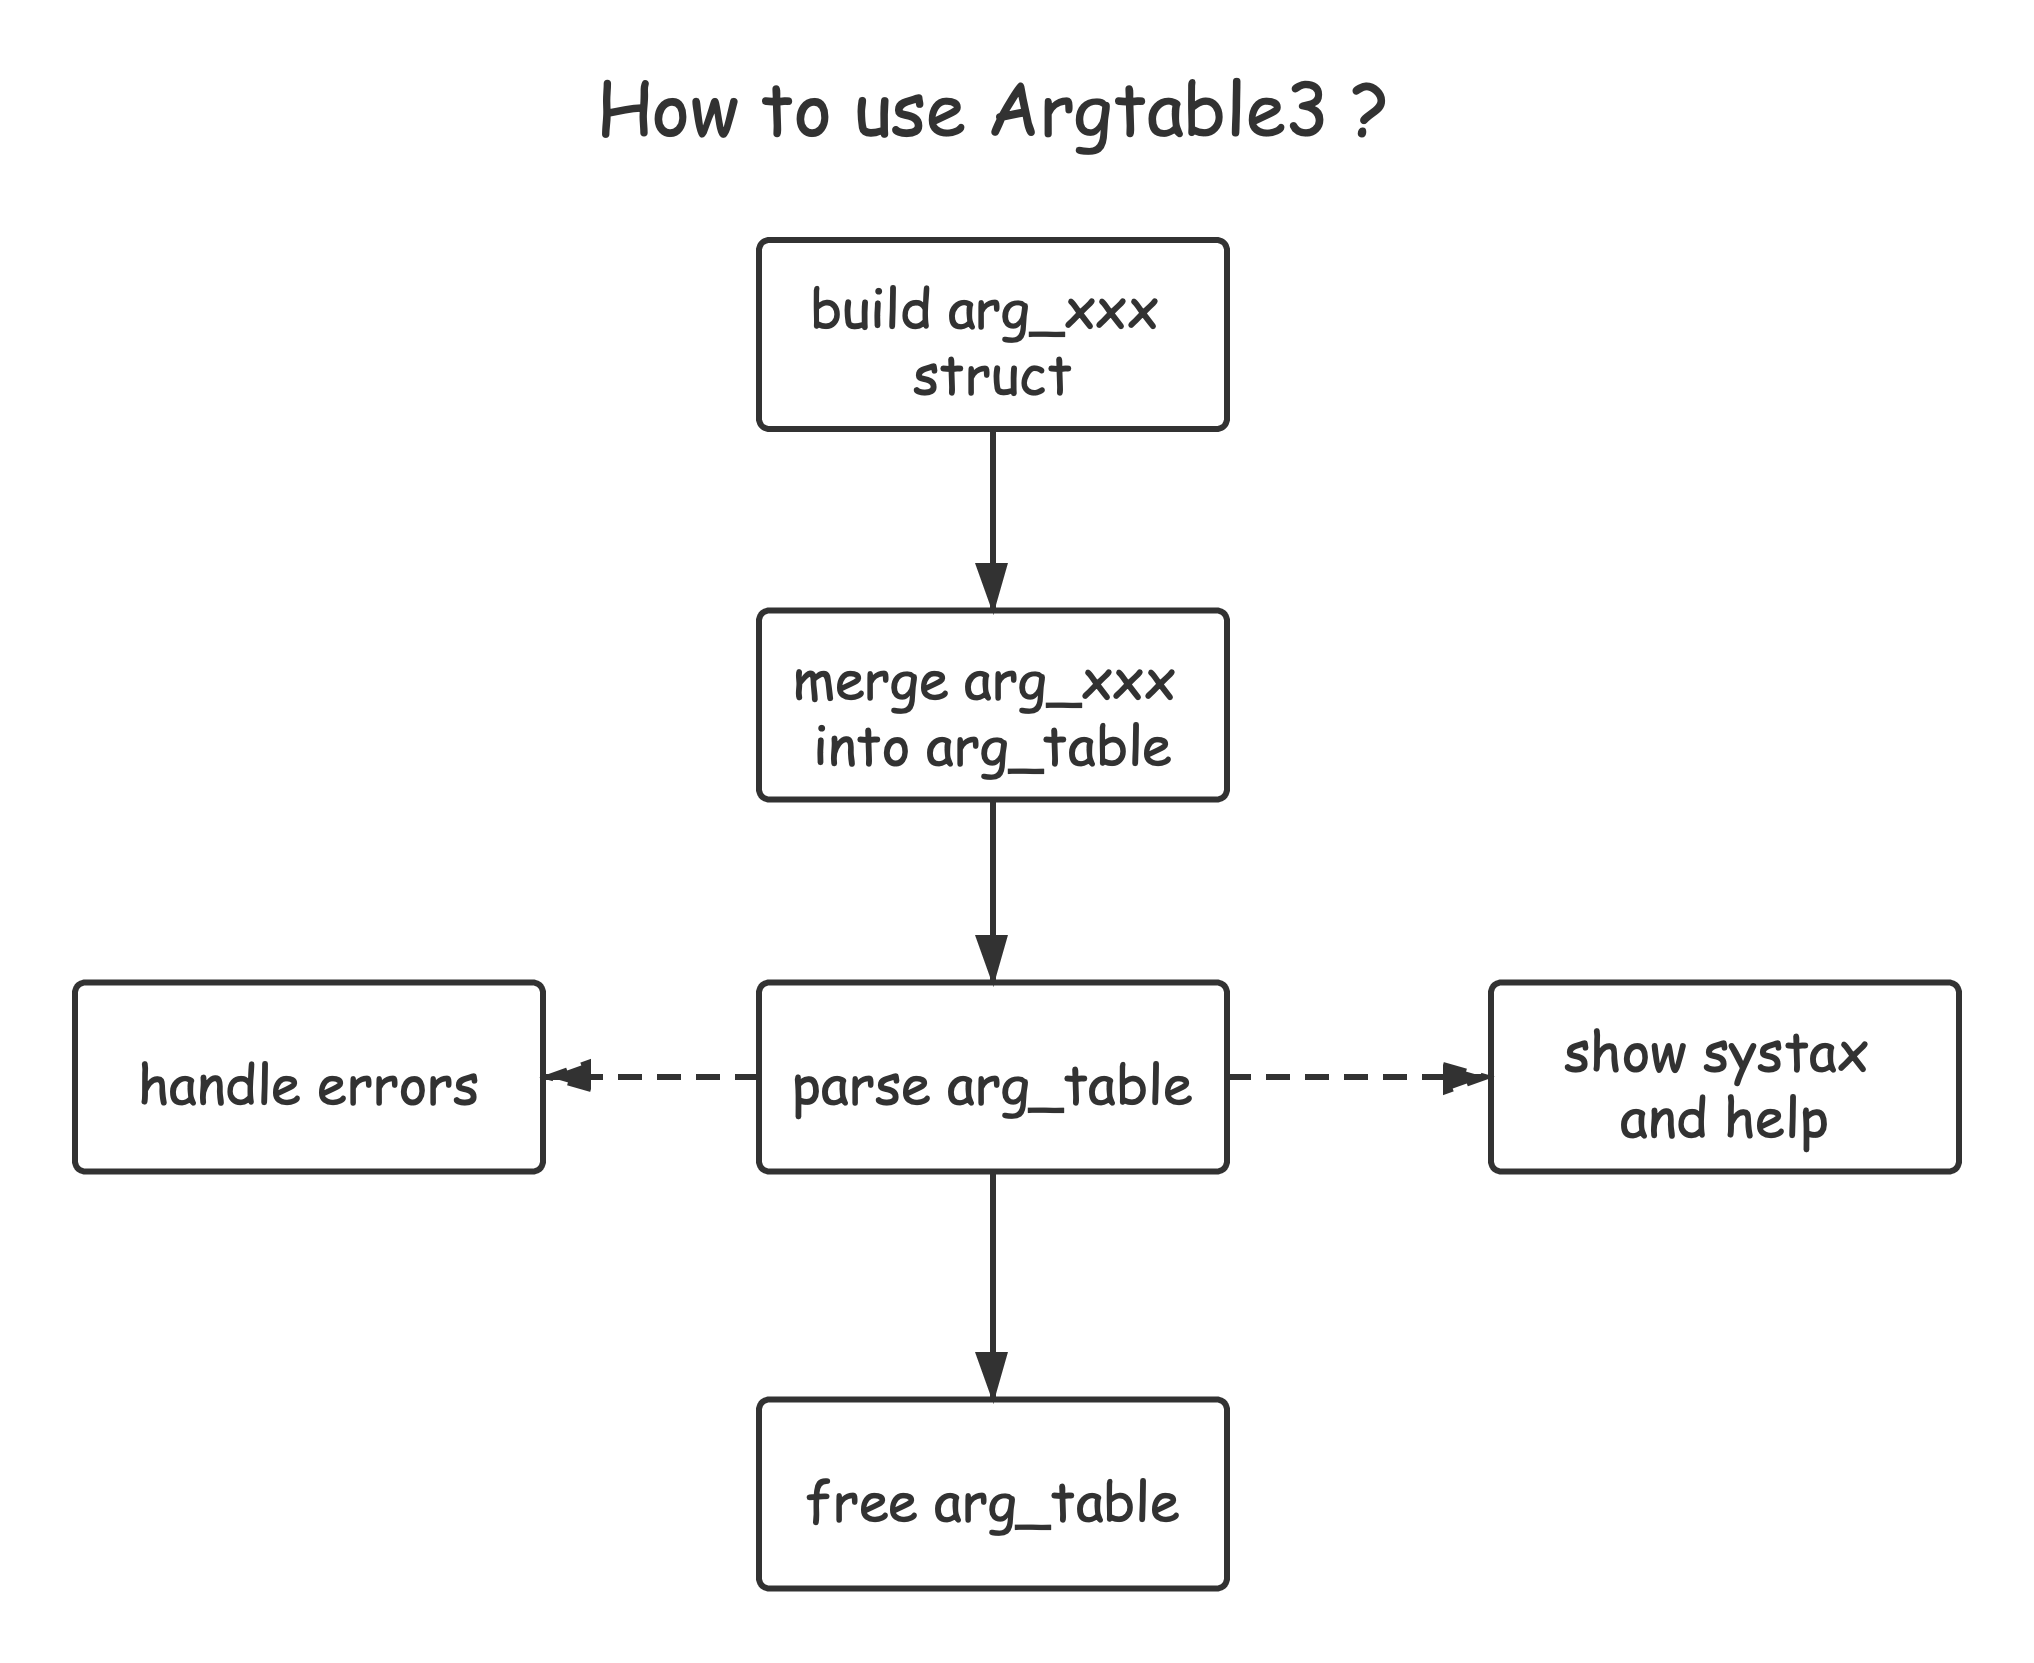 How to use Argtable3 ?
build arg_xxx
struct
merge arg_xxx
into arg_table
handle errors
parse arg_table
show systax
and help
free arg_table